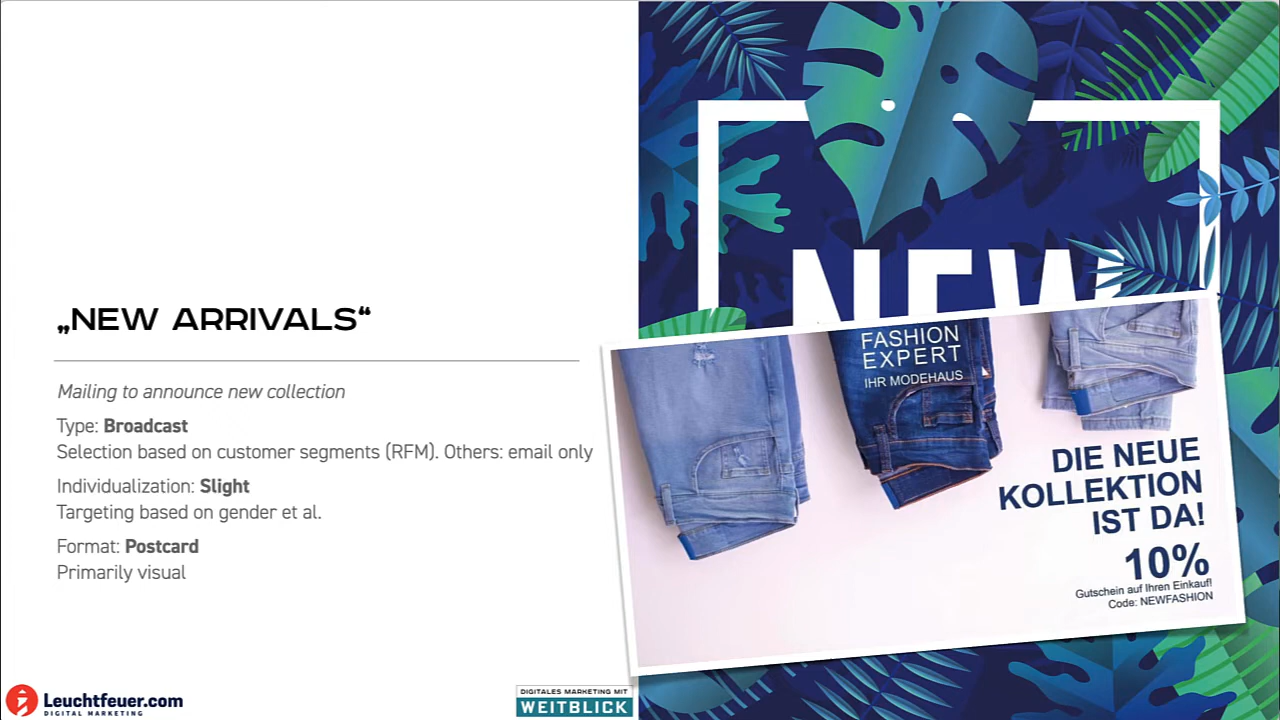 „NEW ARRIVALS“
Mailing to announce new collection
Type: Broadcast
Selection based on customer segments (RFM). Others: email only
Individualization: Slight
Targeting based on gender et al.
Format: Postcard
Primarily visual
Leuchtfeuer.com
DIGITAL MARKETING
DIGITALES MARKETING MIT
WEITBLICK
NEW
FASHION
EXPERT
IHR MODEHAUS
DIE NEUE
KOLLEKTION
IST DA!
10%
Gutschein auf Ihren Einkauf!
Code: NEWFASHION